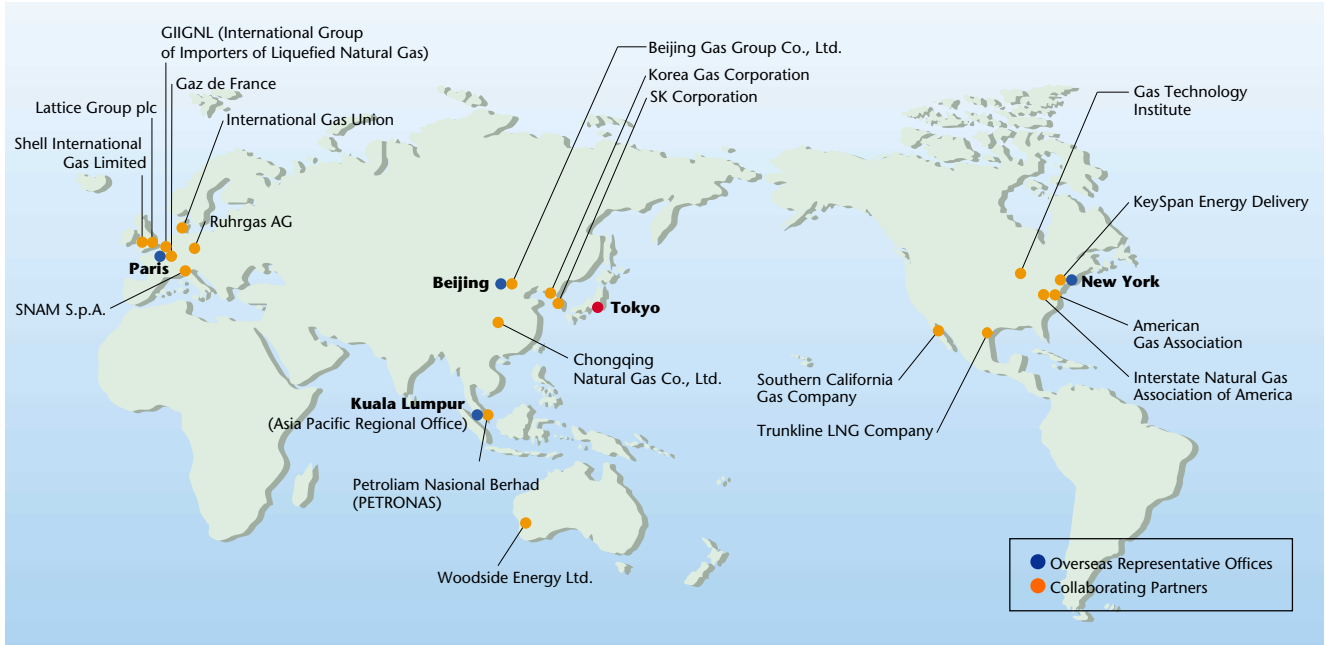 GIIGNL (International Group
of Importers of Liquefied Natural Gas)
Gaz de France
Lattice Group plc
International Gas Union
Shell International
Gas Limited
Ruhrgas AG
Paris
SNAM S.p.A.
Beijing Gas Group Co., Ltd.
Korea Gas Corporation
SK Corporation
Beijing
Tokyo
Chongqing
Natural Gas Co., Ltd.
Kuala Lumpur
(Asia Pacific Regional Office)
Petroliam Nasional Berhad
(PETRONAS)
Woodside Energy Ltd.
Gas Technology
Institute
KeySpan Energy Delivery
New York
American
Gas Association
Interstate Natural Gas
Association of America
Southern California
Gas Company
Trunkline LNG Company
Overseas Representative Offices
Collaborating Partners